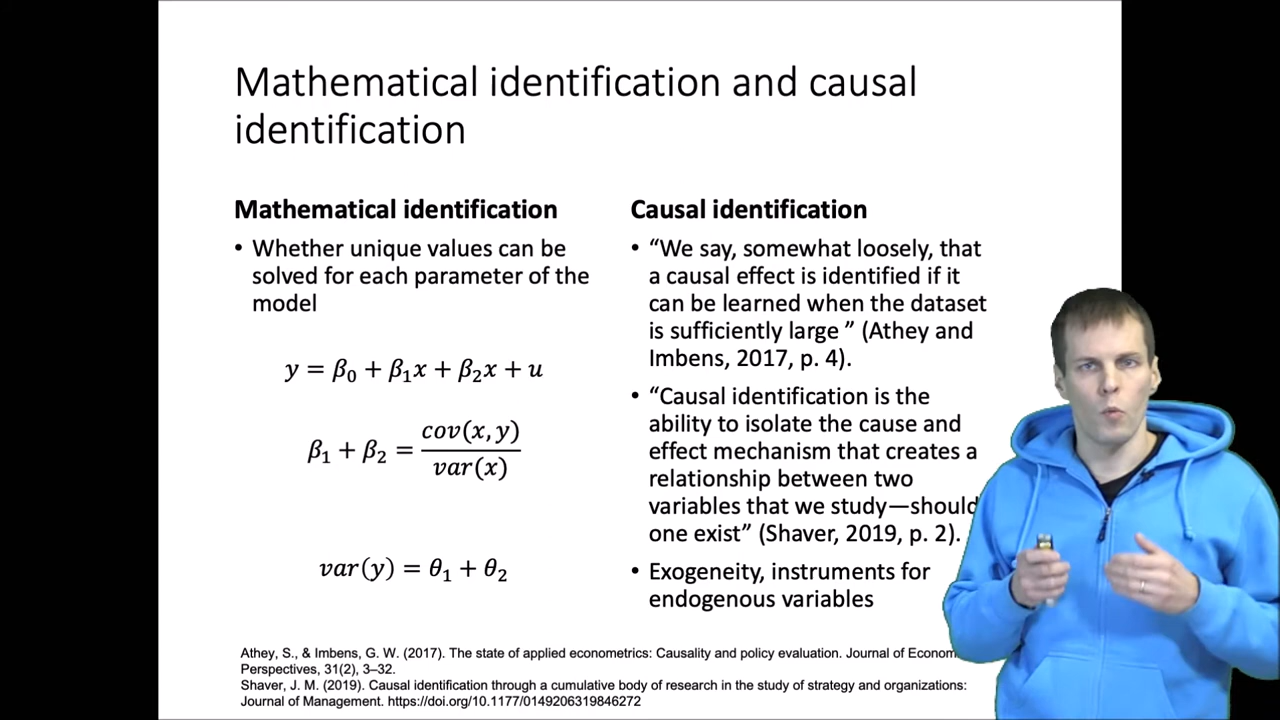 Mathematical identification and causal
identification
Mathematical identification
• Whether unique values can be
solved for each parameter of the
model
y = β₀ + β₁x + β₂x + u
β₁ + β₂ = cov(x, y) / var(x)
var(y) = θ₁ + θ₂
Causal identification
• “We say, somewhat loosely, that
a causal effect is identified if it
can be learned when the dataset
is sufficiently large ” (Athey and
Imbens, 2017, p. 4).
• “Causal identification is the
ability to isolate the cause and
effect mechanism that creates a
relationship between two
variables that we study—should
one exist” (Shaver, 2019, p. 2).
• Exogeneity, instruments for
endogenous variables
Athey, S., & Imbens, G. W. (2017). The state of applied econometrics: Causality and policy evaluation. Journal of
Perspectives, 31(2), 3–32.
Shaver, J. M. (2019). Causal identification through a cumulative body of research in the study of strategy and organizations:
Journal of Management. https://doi.org/10.1177/0149206319846272